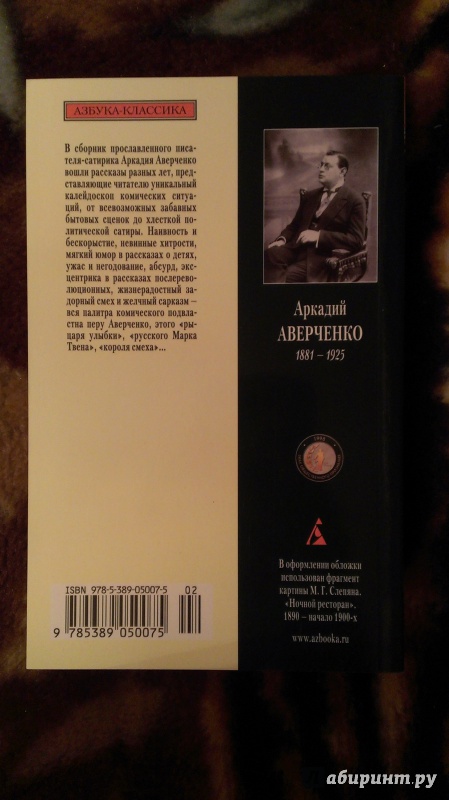 АЗБУКА-КЛАССИКА
В сборник прославленного писа-
теля-сатирика Аркадия Аверченко
вошли рассказы разных лет, пред-
ставляющие читателю уникальный
калейдоскоп комических ситуа-
ций, от всевозможных забавных
бытовых сценок до хлесткой по-
литической сатиры. Наивность и
бескорыстие, невинные хитрости,
мягкий юмор в рассказах о детях,
ужас и негодование, абсурд, экс-
центрика в рассказах послерево-
люционных, жизнерадостный за-
дорный смех и желчный сарказм –
вся палитра комического подвла-
стна перу Аверченко, этого «ры-
царя улыбки», «русского Марка
Твена», «короля смеха»...
ISBN 978-5-389-05007-5
02
9 785389 050075
Аркадий
АВЕРЧЕНКО
1881 – 1925
В оформлении обложки
использован фрагмент
картины М. Г. Слепяна.
«Ночной ресторан».
1890 – начало 1900-х
www.azbooka.ru
Лабиринт.ру